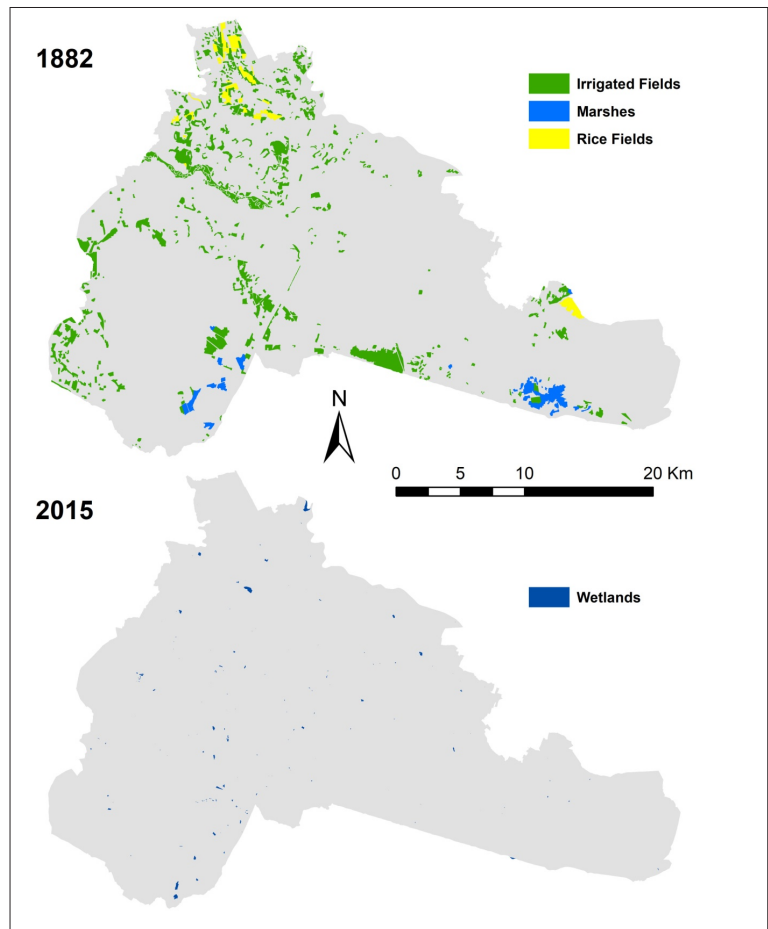 1882
Irrigated Fields
Marshes
Rice Fields
N
0 5 10 20 Km
2015
Wetlands